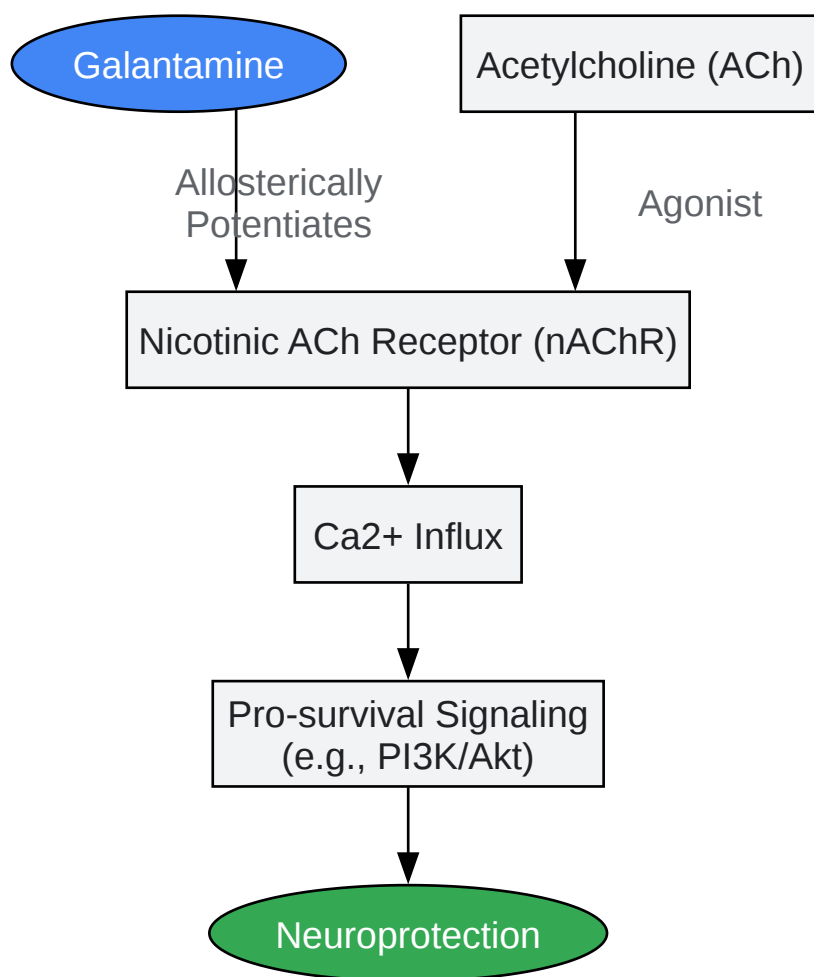 Galantamine
Acetylcholine (ACh)
Allosterically
Potentiates
Agonist
Nicotinic ACh Receptor (nAChR)
Ca2+ Influx
Pro-survival Signaling
(e.g., PI3K/Akt)
Neuroprotection